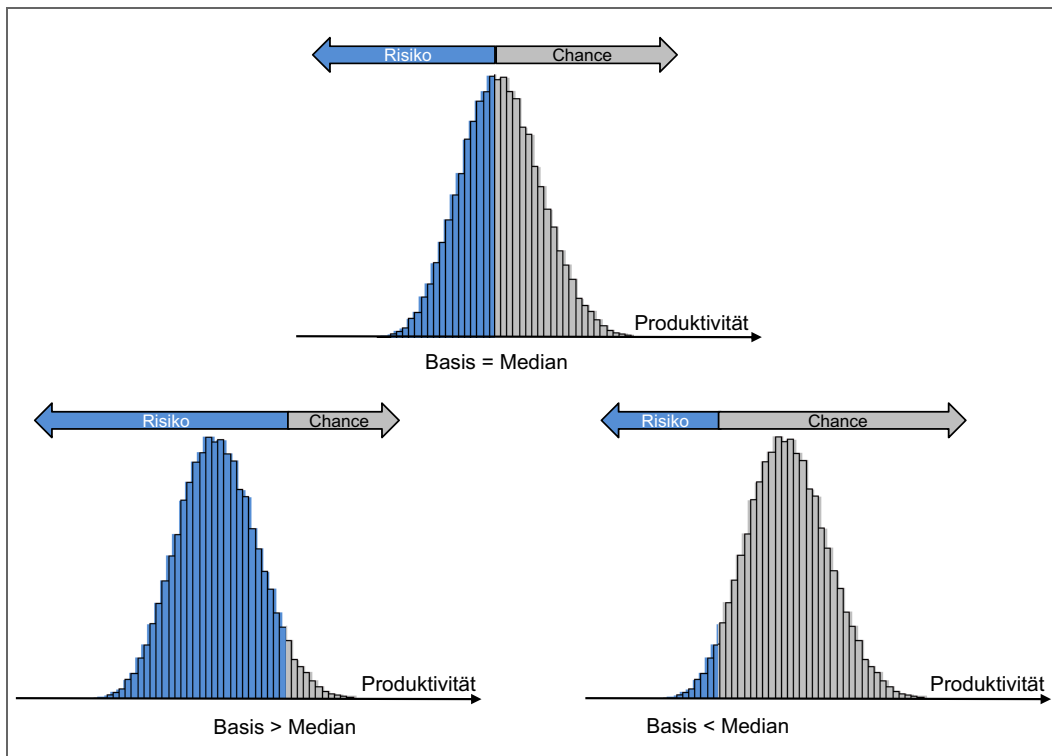 Risiko Chance
Produktivität
Basis = Median
Risiko Chance
Produktivität
Basis > Median
Risiko Chance
Produktivität
Basis < Median